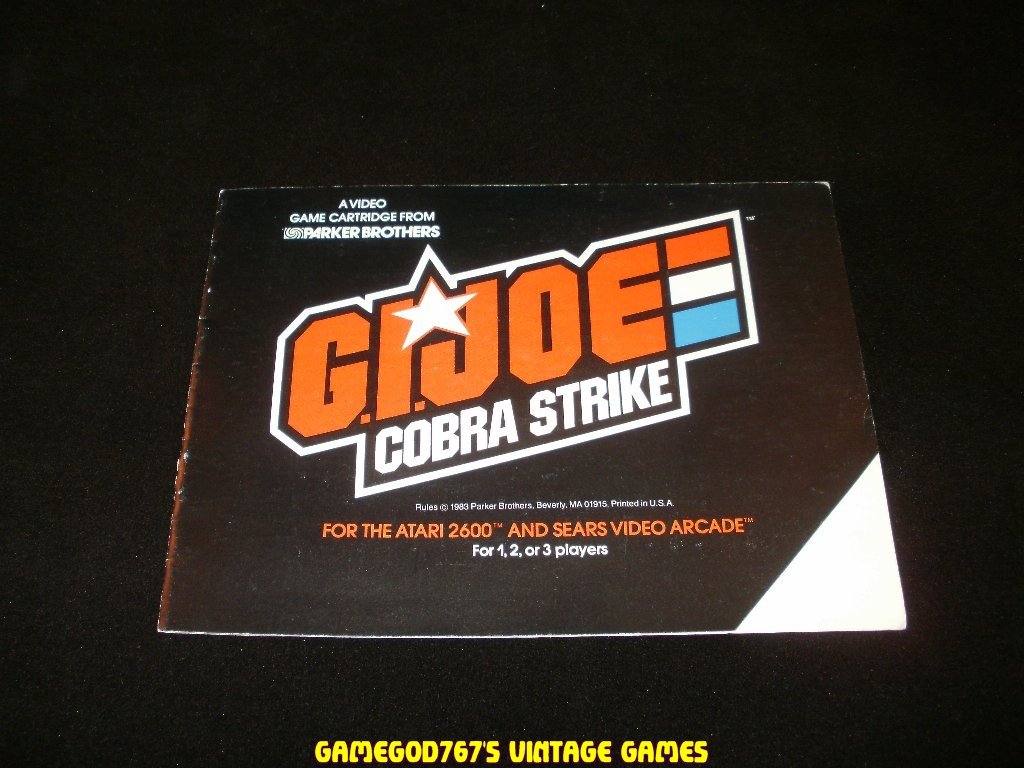 A VIDEO
GAME CARTRIDGE FROM
PARKER BROTHERS
G.I.JOE ™
COBRA STRIKE
Rules © 1983 Parker Brothers, Beverly, MA 01915. Printed in U.S.A.
FOR THE ATARI 2600™ AND SEARS VIDEO ARCADE™
For 1, 2, or 3 players
GAMEGOD767'S VINTAGE GAMES